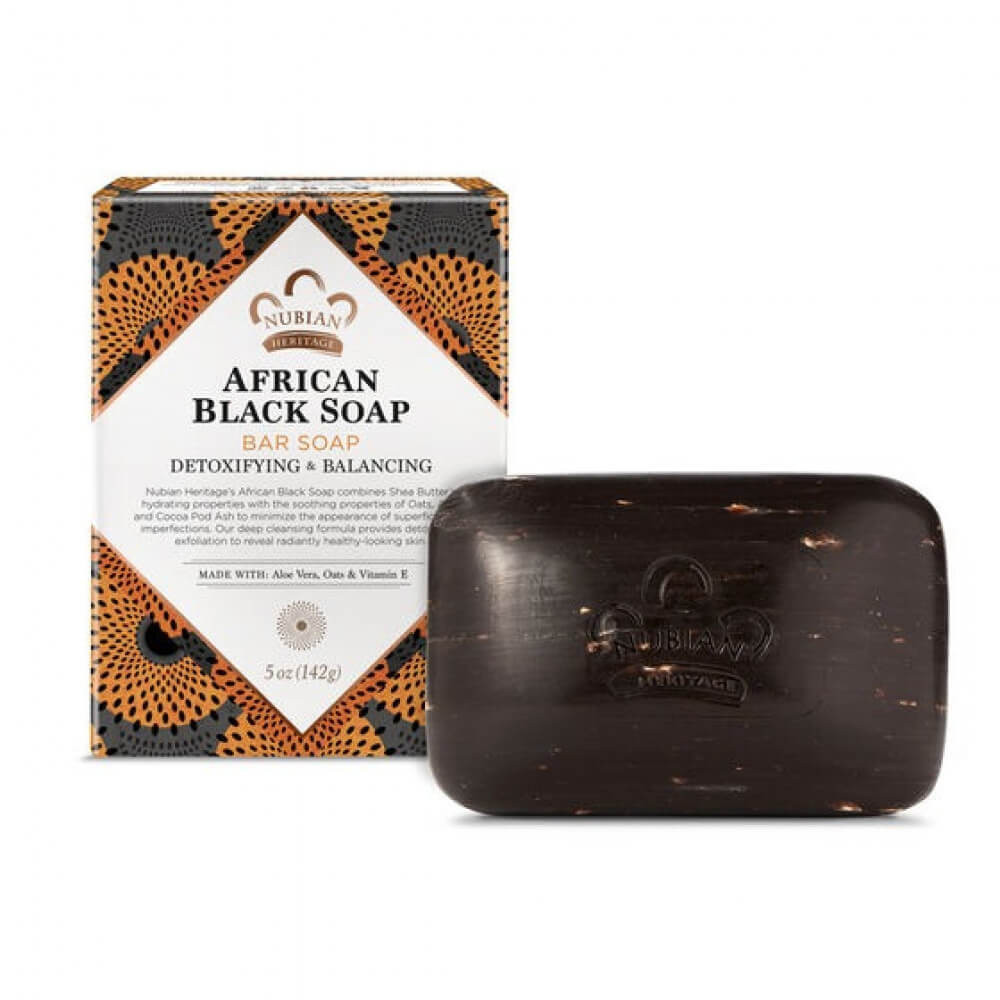 NUBIAN
HERITAGE
AFRICAN
BLACK SOAP
BAR SOAP
DETOXIFYING & BALANCING
Nubian Heritage's African Black Soap combines Shea Butter
hydrating properties with the soothing properties of Oats,
and Cocoa Pod Ash to minimize the appearance of superfic
imperfections. Our deep cleansing formula provides deto
exfoliation to reveal radiantly healthy-looking skin
MADE WITH: Aloe Vera, Oats & Vitamin E
5 oz (142g)
NUBIAN
HERITAGE